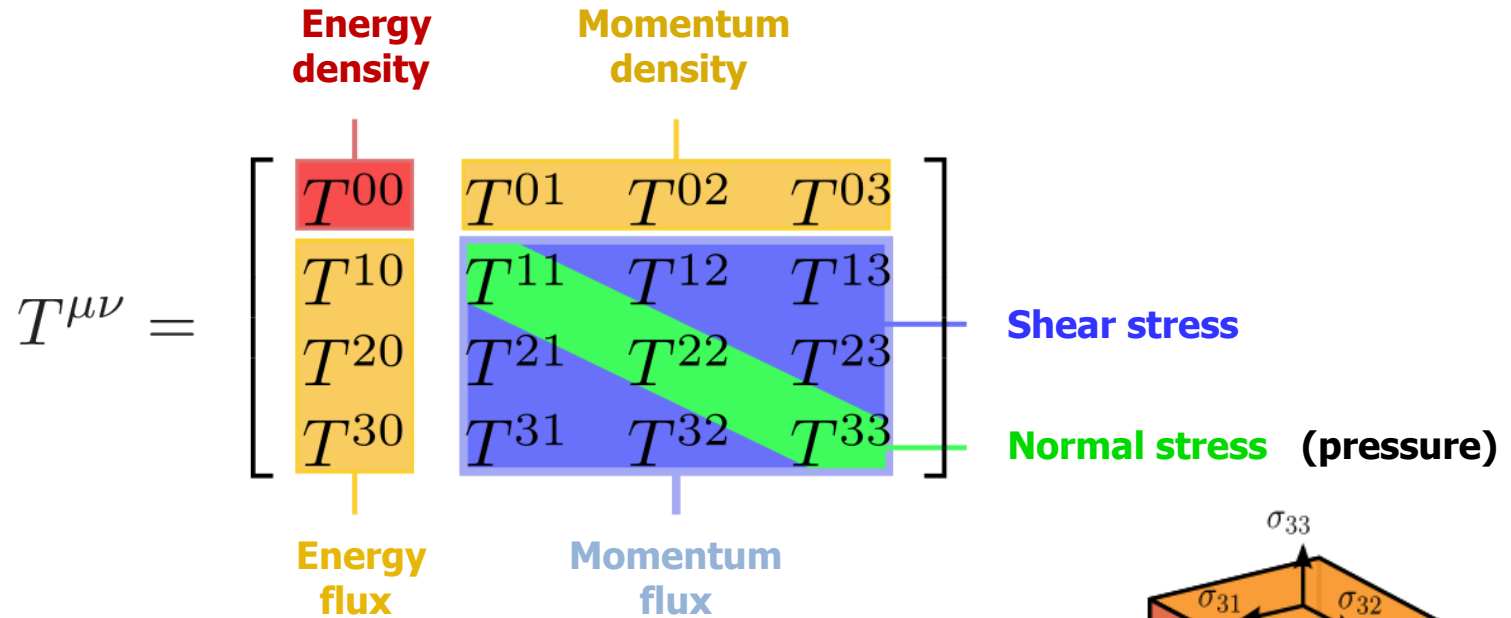 Energy density
Momentum density
T^{μν} =
T^{00} T^{01} T^{02} T^{03}
T^{10} T^{11} T^{12} T^{13}
T^{20} T^{21} T^{22} T^{23}
T^{30} T^{31} T^{32} T^{33}
Shear stress
Normal stress (pressure)
Energy flux
Momentum flux
σ_{33}
σ_{31} σ_{32}